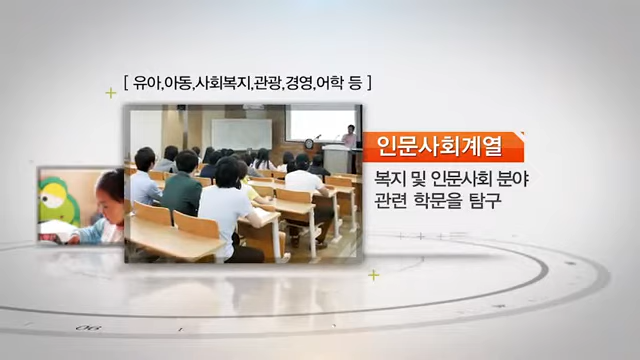 [ 유아,아동,사회복지,관광,경영,어학 등 ]
인문사회계열
복지 및 인문사회 분야
관련 학문을 탐구